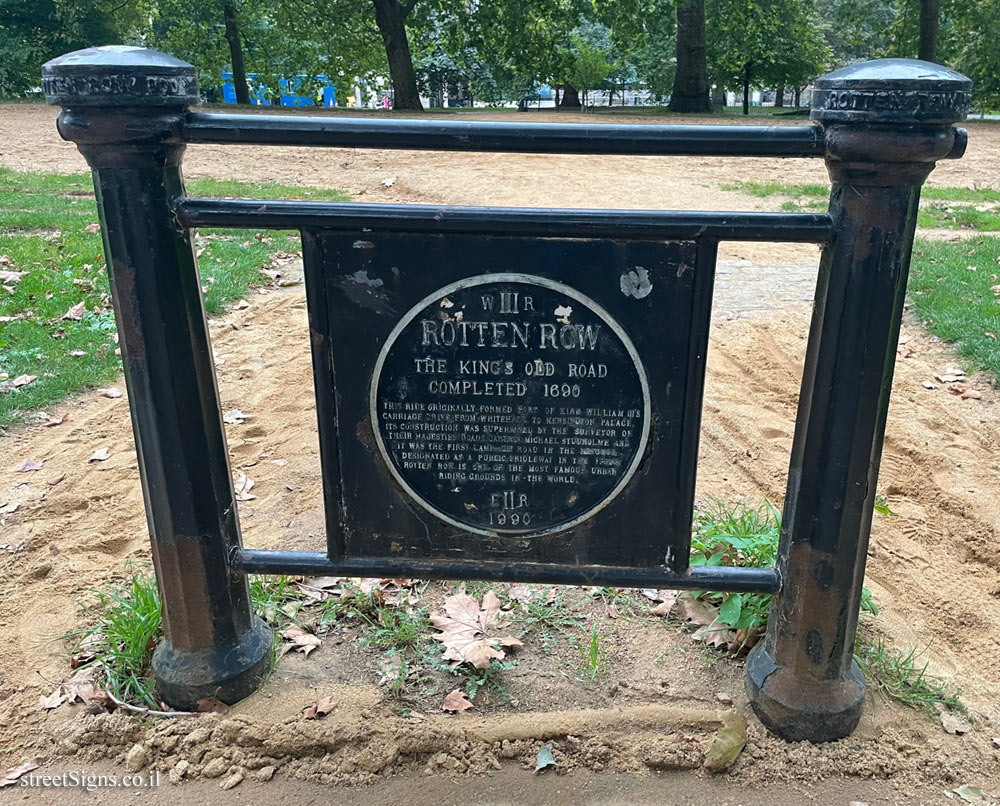 ROTTEN ROW
ROTTEN ROW
WIIIR
ROTTEN ROW
THE KING'S OLD ROAD
COMPLETED 1690
THIS RIDE ORIGINALLY FORMED PART OF KING WILLIAM III'S
CARRIAGE DRIVE FROM WHITEHALL TO KENSINGTON PALACE.
ITS CONSTRUCTION WAS SUPERVISED BY THE SURVEYOR OF
THEIR MAJESTIES ROADS, CAPTAIN MICHAEL STUDHOLME AND
IT WAS THE FIRST LAMP-LIT ROAD IN THE KINGDOM.
DESIGNATED AS A PUBLIC BRIDLEWAY IN THE
ROTTEN ROW IS ONE OF THE MOST FAMOUS URBAN
RIDING GROUNDS IN THE WORLD.
EIIR
1990
streetSigns.co.il